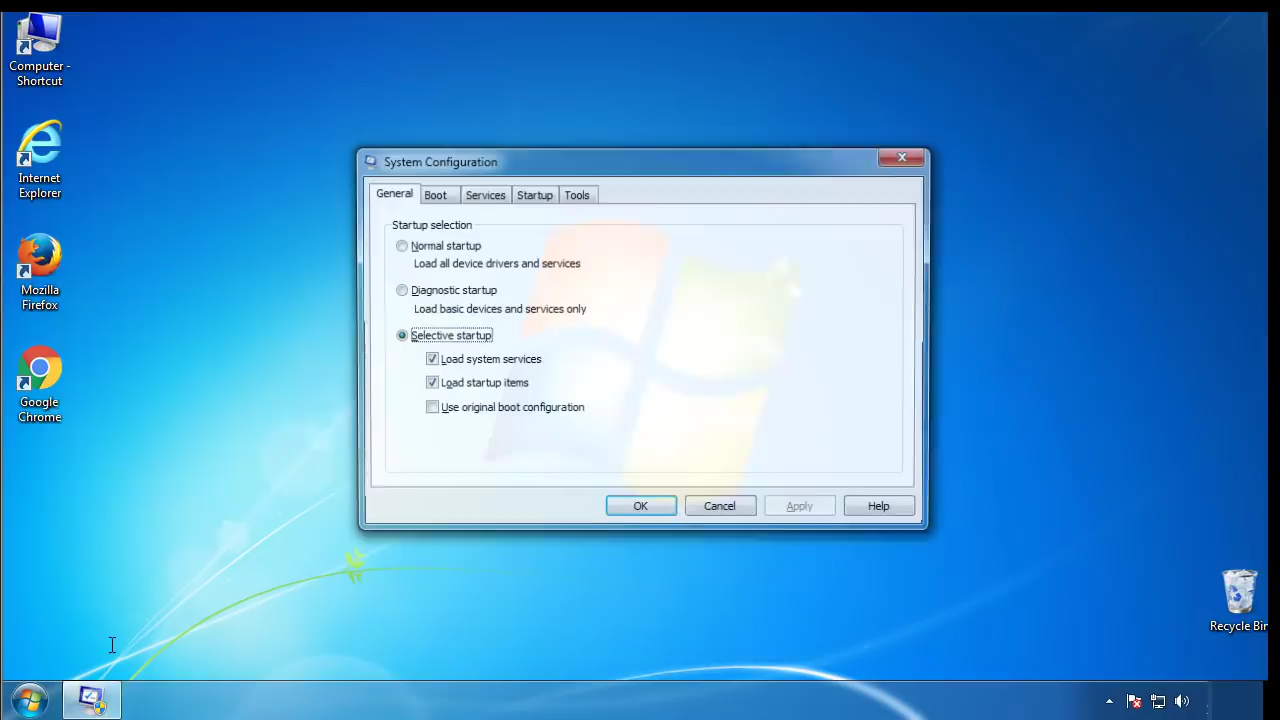 Computer -
Shortcut
Internet
Explorer
Mozilla
Firefox
Google
Chrome
System Configuration
General
Boot
Services
Startup
Tools
Startup selection
Normal startup
Load all device drivers and services
Diagnostic startup
Load basic devices and services only
Selective startup
Load system services
Load startup items
Use original boot configuration
OK
Cancel
Apply
Help
Recycle Bin